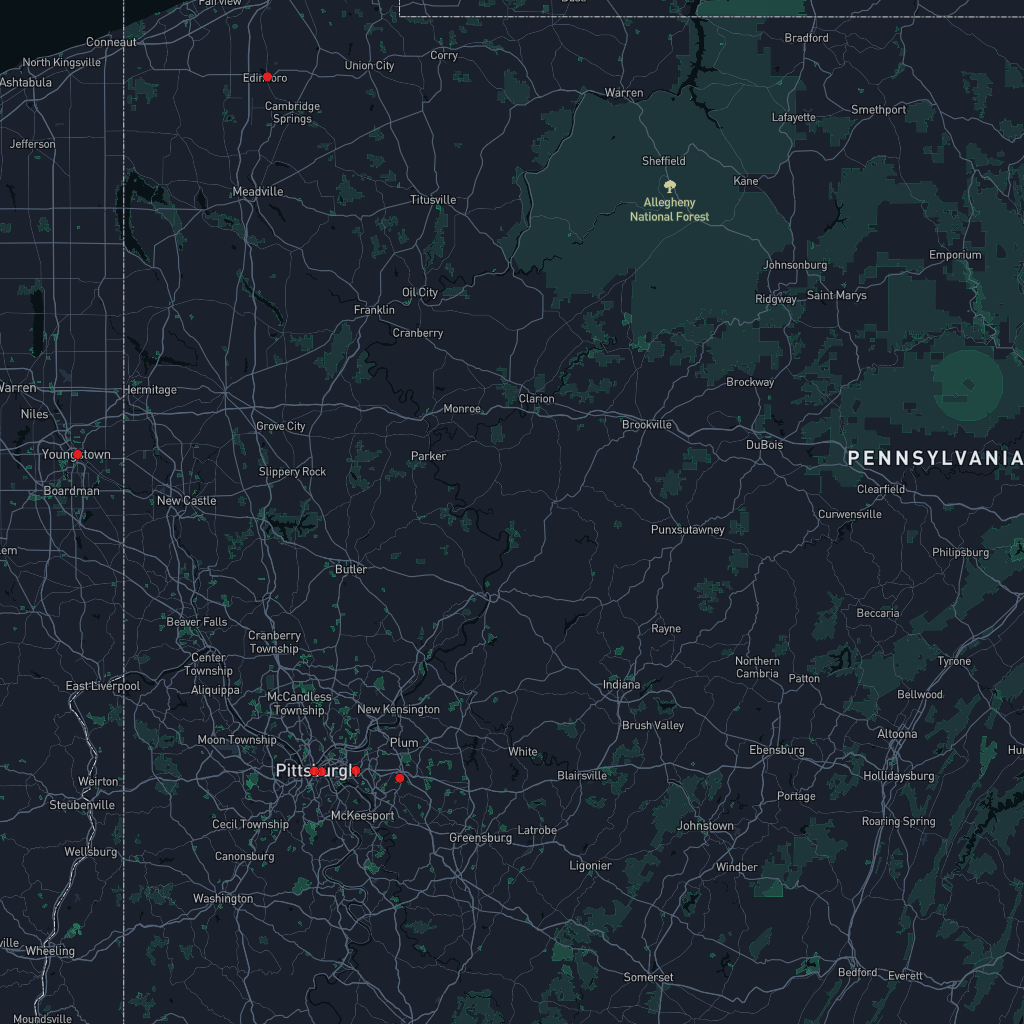 Fairview
Conneaut
North Kingsville
Ashtabula
Corry
Union City
Bradford
Edinboro
Cambridge
Springs
Warren
Smethport
Lafayette
Jefferson
Sheffield
Kane
Meadville
Titusville
Allegheny
National Forest
Emporium
Johnsonburg
Oil City
Ridgway
Saint Marys
Franklin
Cranberry
Warren
Hermitage
Brockway
Clarion
Niles
Monroe
Grove City
Brookville
DuBois
Youngstown
Parker
PENNSYLVANIA
Slippery Rock
Boardman
Clearfield
New Castle
Curwensville
Punxsutawney
lem
Philipsburg
Butler
Beccaria
Beaver Falls
Rayne
Cranberry
Township
Center
Township
Northern
Cambria
Tyrone
Patton
East Liverpool
Aliquippa
Indiana
Bellwood
McCandless
Township
New Kensington
Brush Valley
Altoona
Moon Township
Plum
White
Ebensburg
Hu
Pittsburgh
Blairsville
Hollidaysburg
Weirton
Portage
Steubenville
McKeesport
Roaring Spring
Cecil Township
Johnstown
Latrobe
Greensburg
Wellsburg
Canonsburg
Ligonier
Windber
Washington
ville
Wheeling
Somerset
Bedford
Everett
Moundsville